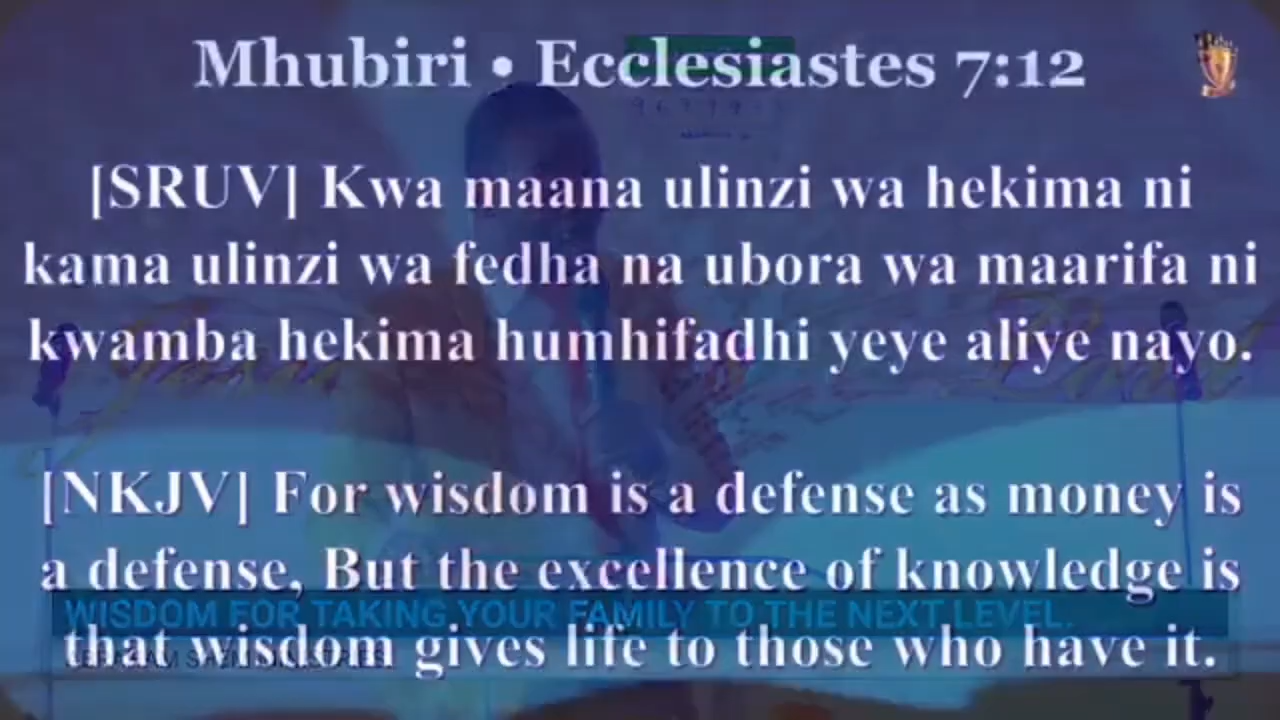 Mhubiri • Ecclesiastes 7:12
[SRUV] Kwa maana ulinzi wa hekima ni
kama ulinzi wa fedha na ubora wa maarifa ni
kwamba hekima humhifadhi yeye aliye nayo.
[NKJV] For wisdom is a defense as money is
a defense, But the excellence of knowledge is
WISDOM FOR TAKING YOUR FAMILY TO THE NEXT LEVEL.
that wisdom gives life to those who have it.